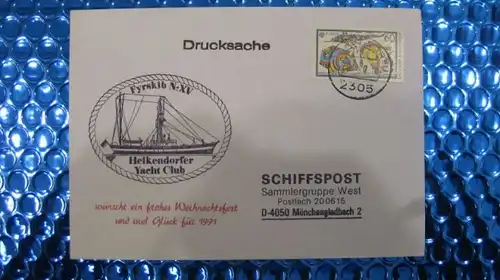 Drucksache
Fyrskib N·XV
Heikendorfer
Yacht Club
wünscht ein frohes Weihnachtsfest
und viel Glück für 1991
2305
SCHIFFSPOST
Sammlergruppe West
Postfach 200615
D-4050 Mönchengladbach 2